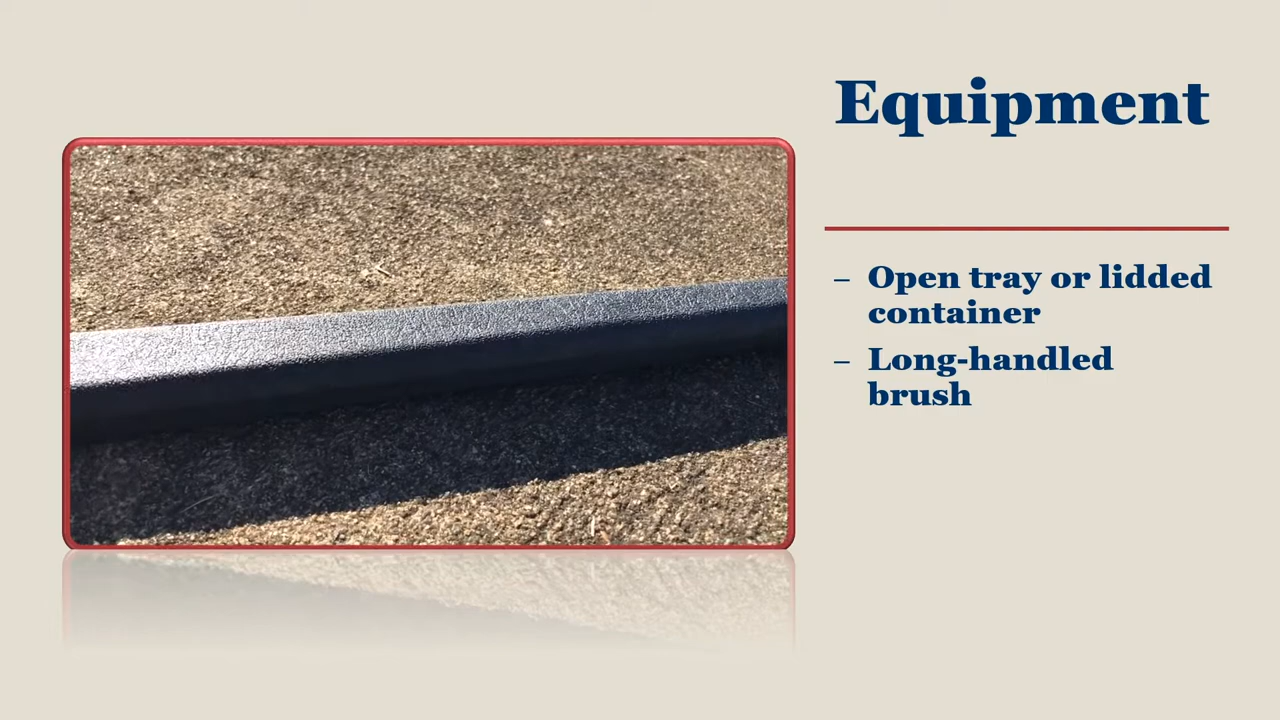 Equipment
– Open tray or lidded
container
– Long-handled
brush